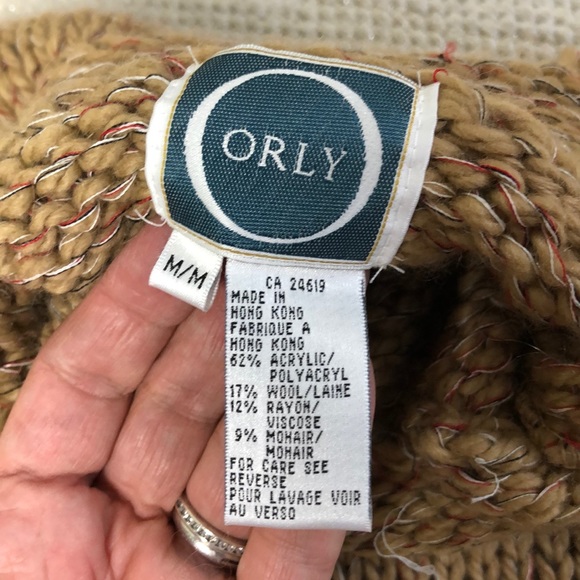 ORLY
M/M
CA 24619
MADE IN
HONG KONG
FABRIQUE A
HONG KONG
62% ACRYLIC/
POLYACRYL
17% WOOL/LAINE
12% RAYON/
VISCOSE
9% MOHAIR/
MOHAIR
FOR CARE SEE
REVERSE
POUR LAVAGE VOIR
AU VERSO